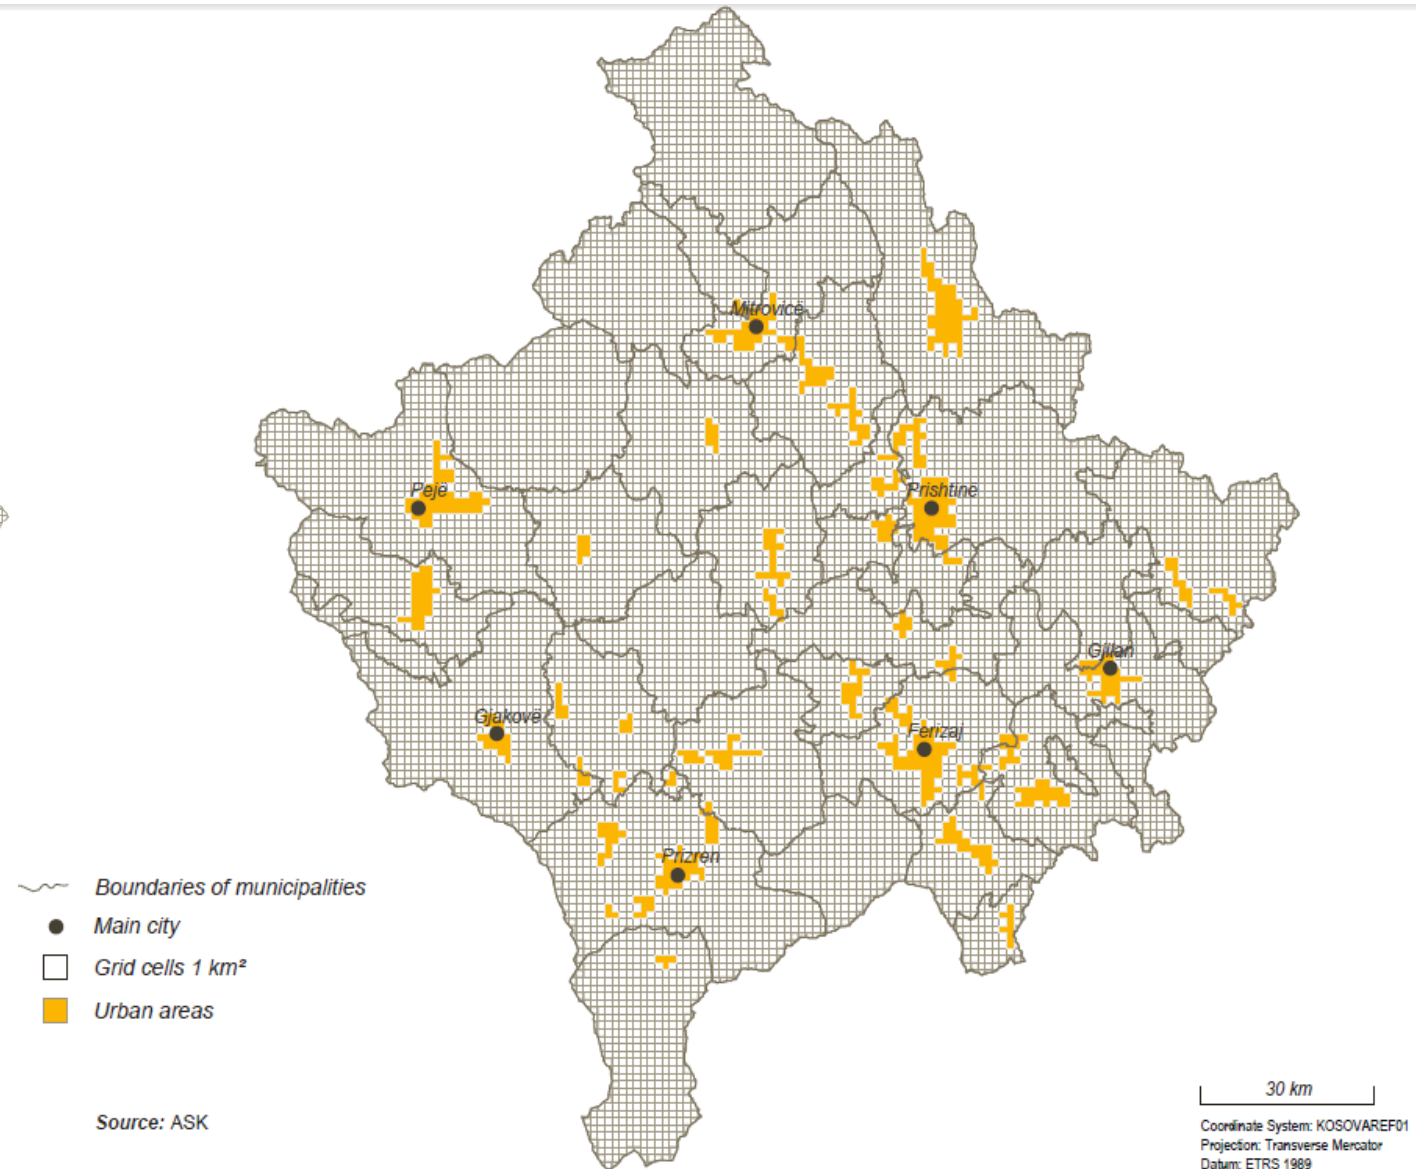 Mitrovicë
Pejë
Prishtinë
Gjilan
Gjakovë
Ferizaj
Prizren
Boundaries of municipalities
Main city
Grid cells 1 km²
Urban areas
Source: ASK
30 km
Coordinate System: KOSOVAREF01
Projection: Transverse Mercator
Datum: ETRS 1989